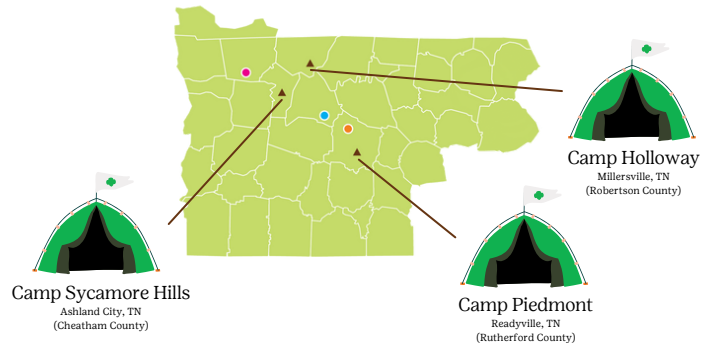 Camp Holloway
Millersville, TN
(Robertson County)
Camp Sycamore Hills
Ashland City, TN
(Cheatham County)
Camp Piedmont
Readyville, TN
(Rutherford County)